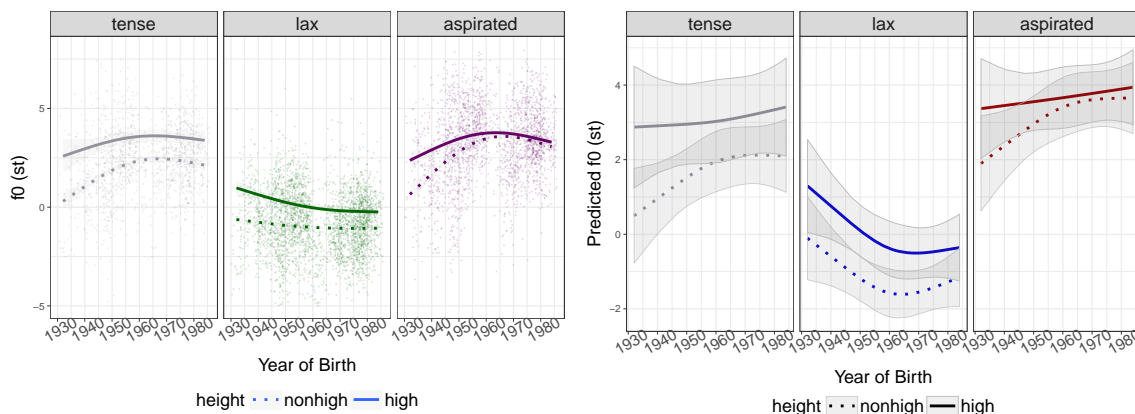 tense lax aspirated
5
0
−5
f0 (st)
1930 1940 1950 1960 1970 1980 1930 1940 1950 1960 1970 1980 1930 1940 1950 1960 1970 1980
Year of Birth
height nonhigh high
tense lax aspirated
4
2
0
−2
Predicted f0 (st)
1930 1940 1950 1960 1970 1980 1930 1940 1950 1960 1970 1980 1930 1940 1950 1960 1970 1980
Year of Birth
height nonhigh high